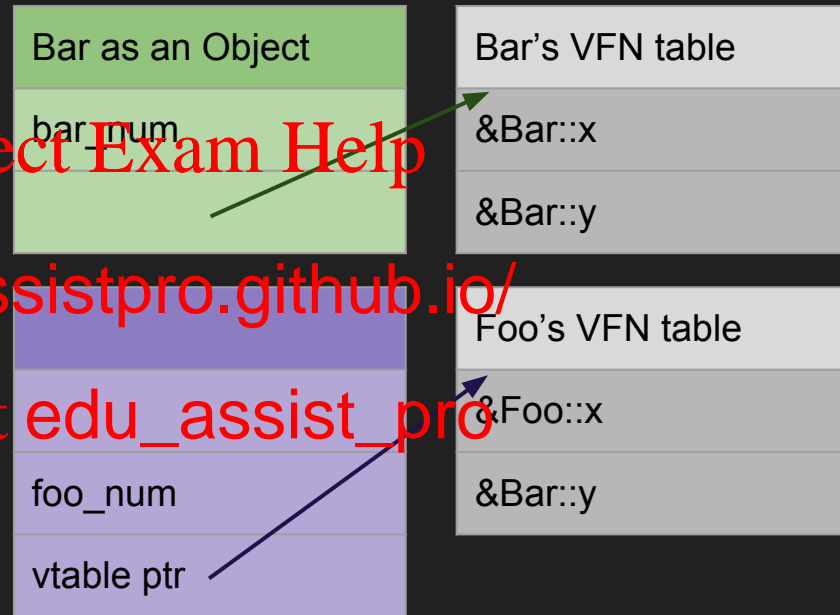 Bar as an Object
bar_num
Bar’s VFN table
&Bar::x
&Bar::y
ect Exam Help
ssistpro.github.io/
Foo’s VFN table
t edu_assist_pro
&Foo::x
foo_num
&Bar::y
vtable ptr